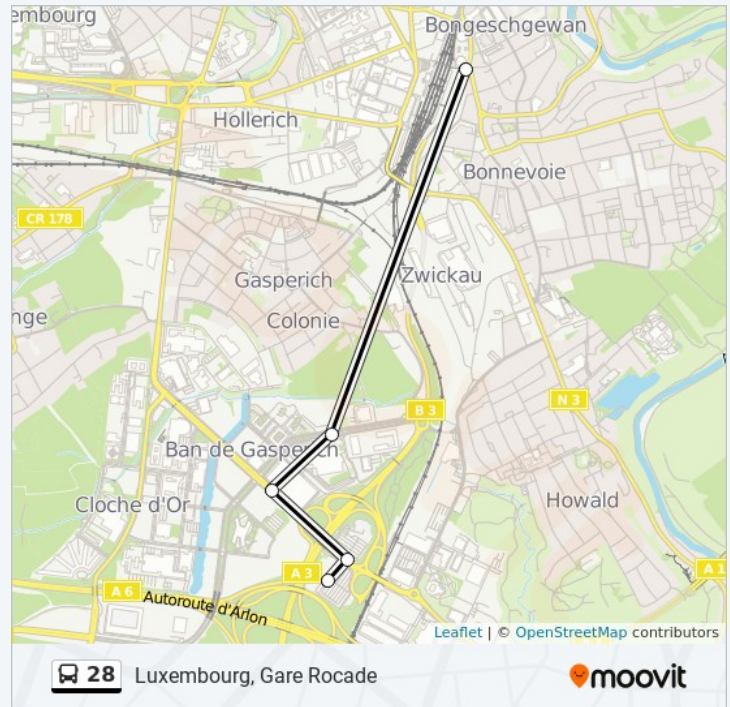 embourg
Bongeschgewan
Hollerich
Bonnevoie
CR 178
Gasperich
Zwickau
nge
Colonie
N 3
B 3
Ban de Gasperich
Cloche d'Or
Howald
A 3
A 1
A 6
Autoroute d'Arlon
Leaflet | © OpenStreetMap contributors
28 Luxembourg, Gare Rocade
moovit